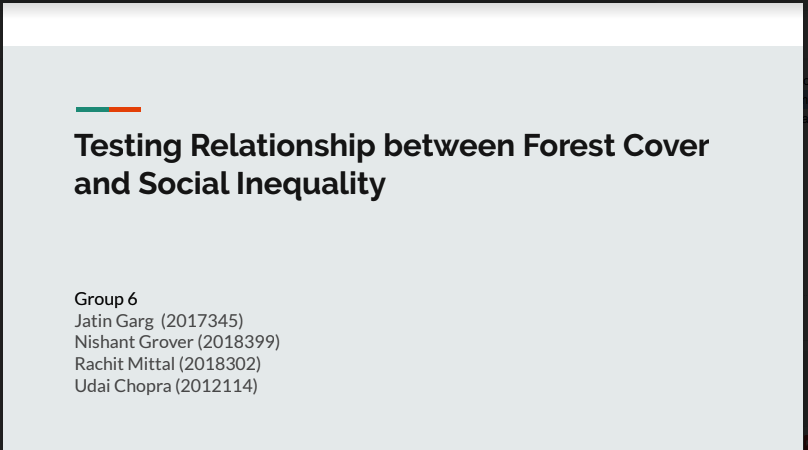 Testing Relationship between Forest Cover
and Social Inequality
Group 6
Jatin Garg (2017345)
Nishant Grover (2018399)
Rachit Mittal (2018302)
Udai Chopra (2012114)